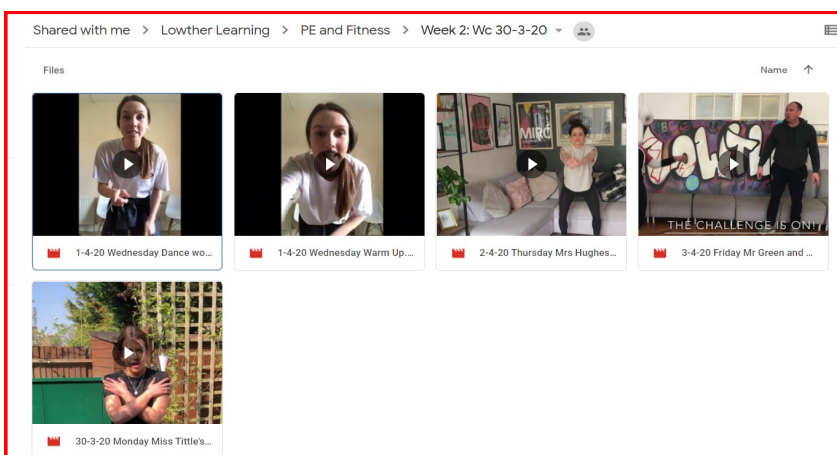 Shared with me > Lowther Learning > PE and Fitness > Week 2: Wc 30-3-20
Files
Name
MIRÓ
LOWTH
THE CHALLENGE IS ON!
1-4-20 Wednesday Dance wo...
1-4-20 Wednesday Warm Up....
2-4-20 Thursday Mrs Hughes...
3-4-20 Friday Mr Green and ...
30-3-20 Monday Miss Tittle's...